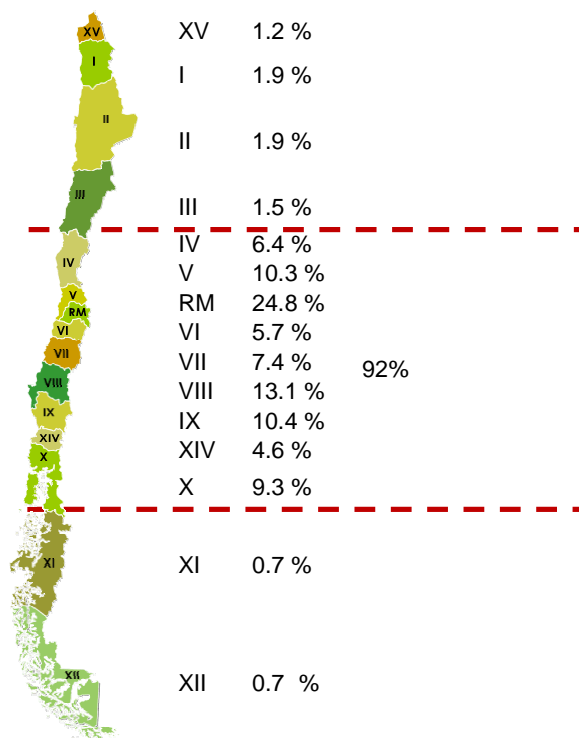 XV XV 1.2 %
I I 1.9 %
II II 1.9 %
III III 1.5 %
IV IV 6.4 %
V V 10.3 %
RM RM 24.8 %
VI VI 5.7 %
VII VII 7.4 % 92%
VIII VIII 13.1 %
IX IX 10.4 %
XIV XIV 4.6 %
X X 9.3 %
XI XI 0.7 %
XII XII 0.7 %